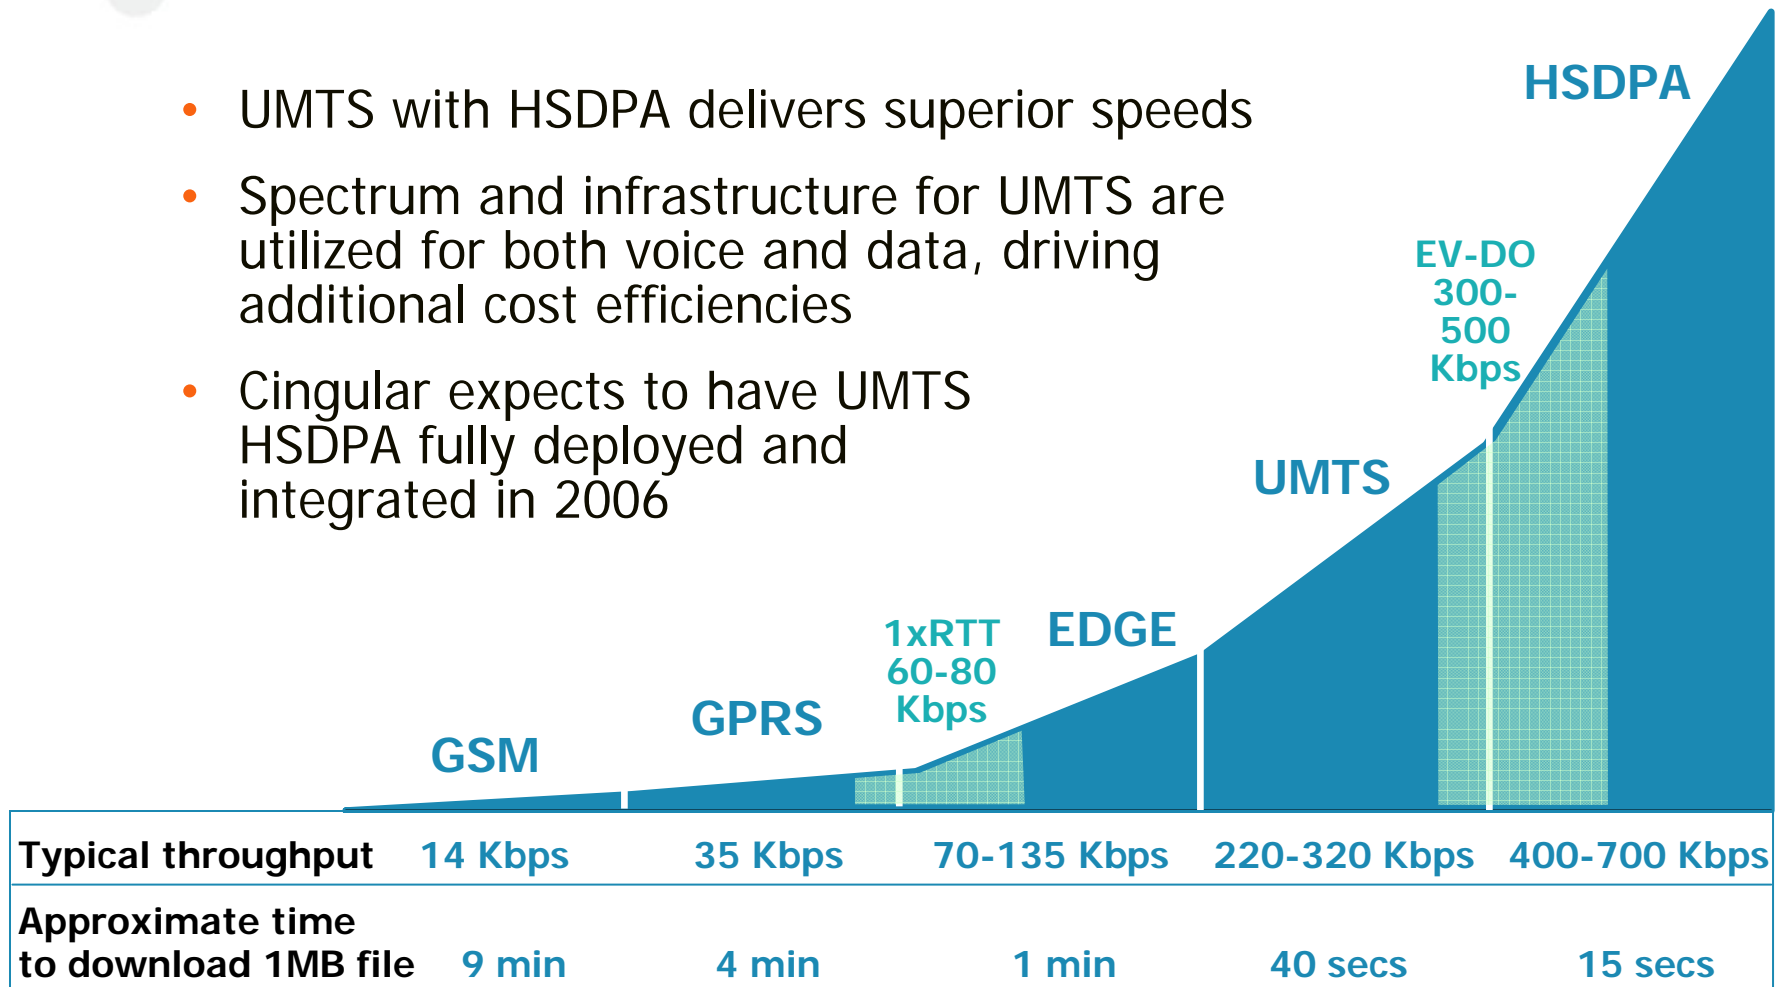 • UMTS with HSDPA delivers superior speeds
• Spectrum and infrastructure for UMTS are
utilized for both voice and data, driving
additional cost efficiencies
• Cingular expects to have UMTS
HSDPA fully deployed and
integrated in 2006
GSM
GPRS
1xRTT
60-80
Kbps
EDGE
UMTS
EV-DO
300-
500
Kbps
HSDPA
Typical throughput 14 Kbps 35 Kbps 70-135 Kbps 220-320 Kbps 400-700 Kbps
Approximate time
to download 1MB file 9 min 4 min 1 min 40 secs 15 secs